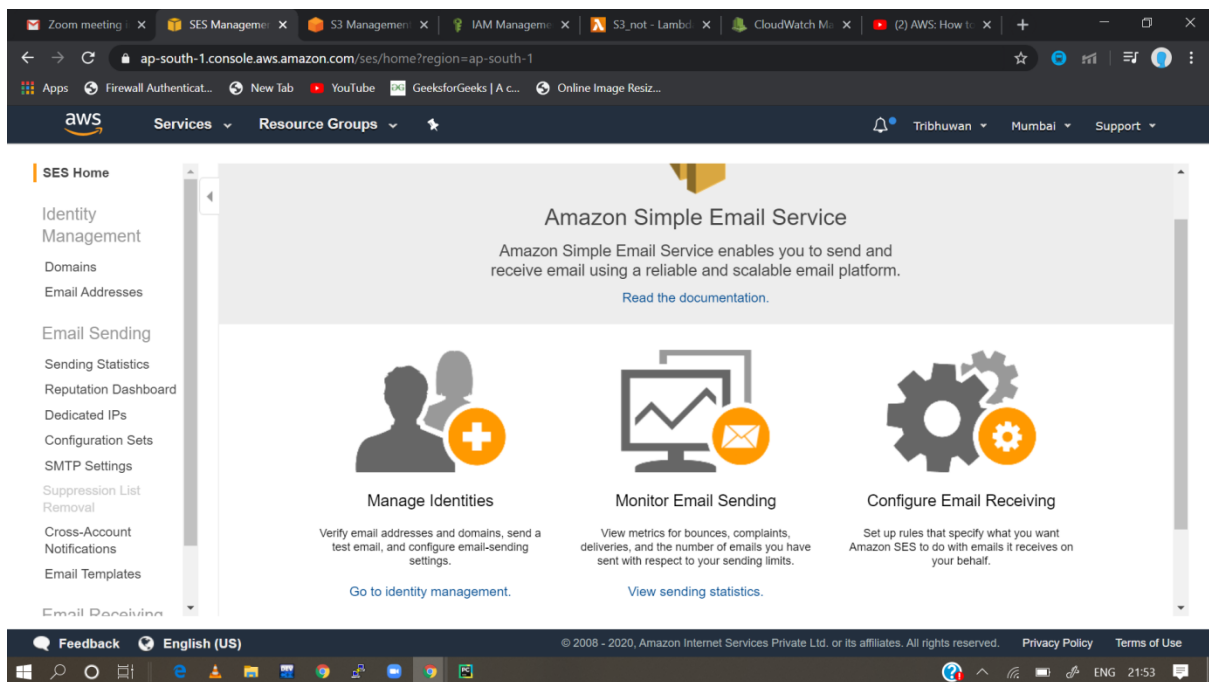 Zoom meeting i
SES Managemen
S3 Management
IAM Manageme
S3_not - Lambda
CloudWatch Ma
(2) AWS: How to
ap-south-1.console.aws.amazon.com/ses/home?region=ap-south-1
Apps Firewall Authenticat... New Tab YouTube GeeksforGeeks | A c... Online Image Resiz...
aws Services Resource Groups Tribhuwan Mumbai Support
SES Home
Identity
Management
Domains
Email Addresses
Email Sending
Sending Statistics
Reputation Dashboard
Dedicated IPs
Configuration Sets
SMTP Settings
Suppression List
Removal
Cross-Account
Notifications
Email Templates
Email Receiving
Amazon Simple Email Service
Amazon Simple Email Service enables you to send and
receive email using a reliable and scalable email platform.
Read the documentation.
Manage Identities
Verify email addresses and domains, send a
test email, and configure email-sending
settings.
Go to identity management.
Monitor Email Sending
View metrics for bounces, complaints,
deliveries, and the number of emails you have
sent with respect to your sending limits.
View sending statistics.
Configure Email Receiving
Set up rules that specify what you want
Amazon SES to do with emails it receives on
your behalf.
Feedback English (US) © 2008 - 2020, Amazon Internet Services Private Ltd. or its affiliates. All rights reserved. Privacy Policy Terms of Use
ENG 21:53